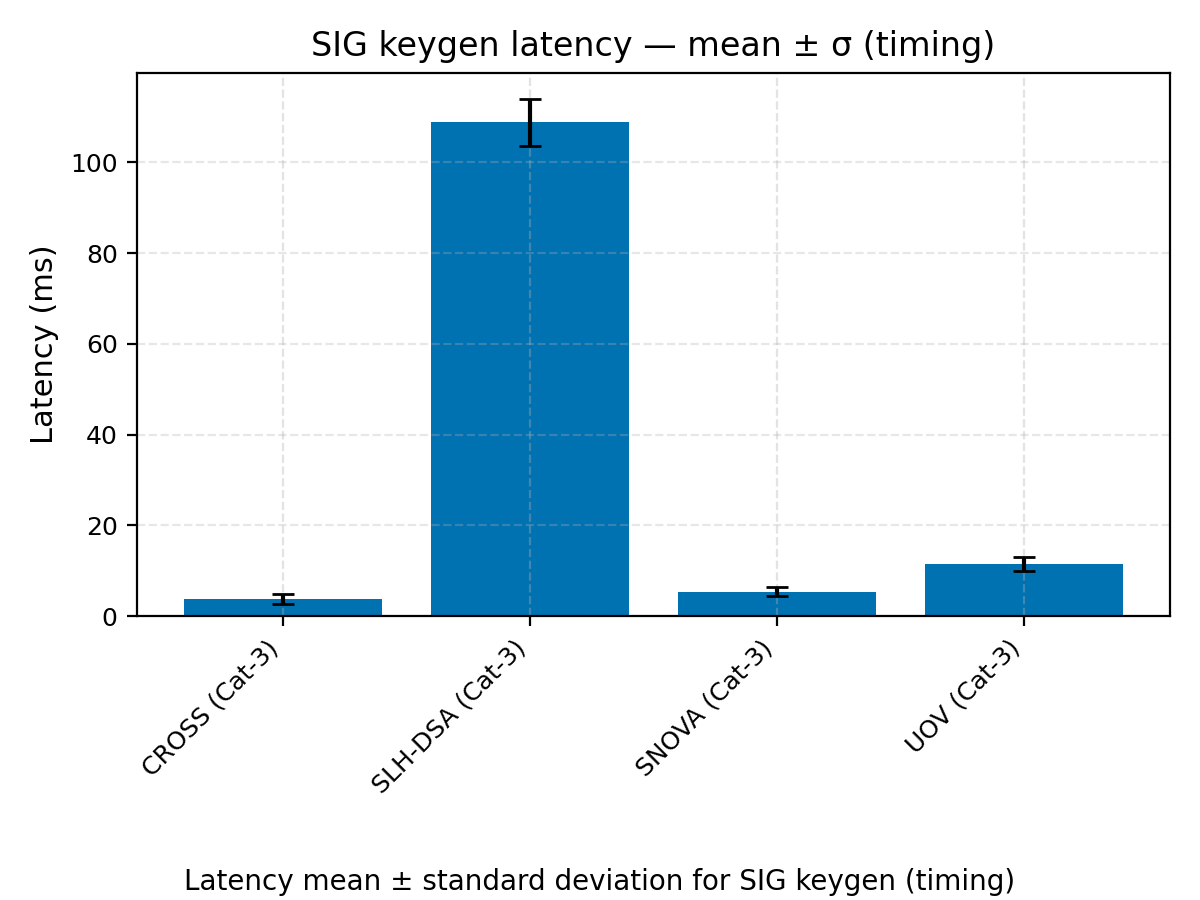 SIG keygen latency — mean ± σ (timing)
Latency (ms)
100
80
60
40
20
0
CROSS (Cat-3)
SLH-DSA (Cat-3)
SNOVA (Cat-3)
UOV (Cat-3)
Latency mean ± standard deviation for SIG keygen (timing)